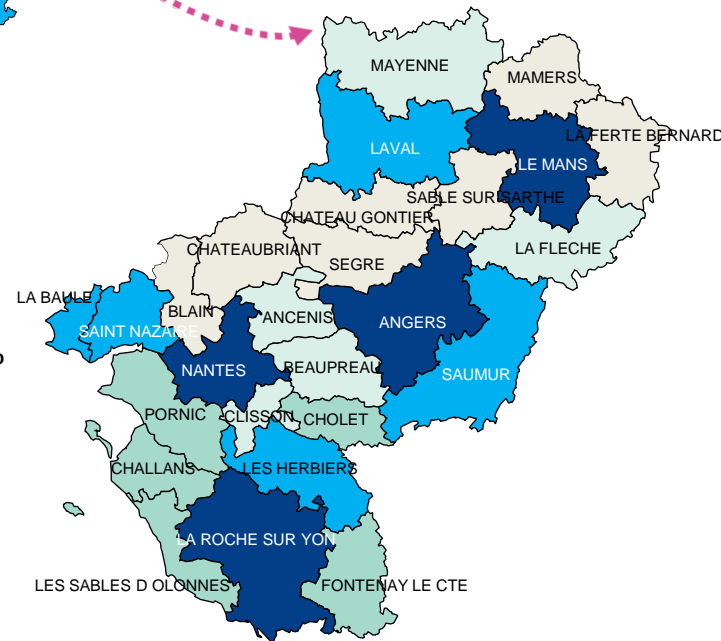 MAYENNE
MAMERS
LA FERTE BERNARD
LAVAL
LE MANS
SABLE SUR SARTHE
CHATEAU GONTIER
CHATEAUBRIANT
LA FLECHE
SEGRE
LA BAULE
BLAIN
ANCENIS
ANGERS
SAINT NAZAIRE
NANTES
BEAUPREAU
SAUMUR
PORNIC
CLISSON
CHOLET
CHALLANS
LES HERBIERS
LA ROCHE SUR YON
LES SABLES D OLONNES
FONTENAY LE CTE